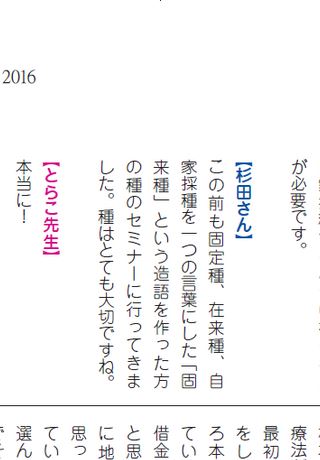 2016
が必要です。
【杉田さん】
この前も固定種、在来種、自
家採種を一つの言葉にした「固
来種」という造語を作った方
の種のセミナーに行ってきま
した。種はとても大切ですね。
【とらこ先生】
本当に！
療法
最初
をし
ろ本
てい
借金
と思
に地
思っ
てい
選ん